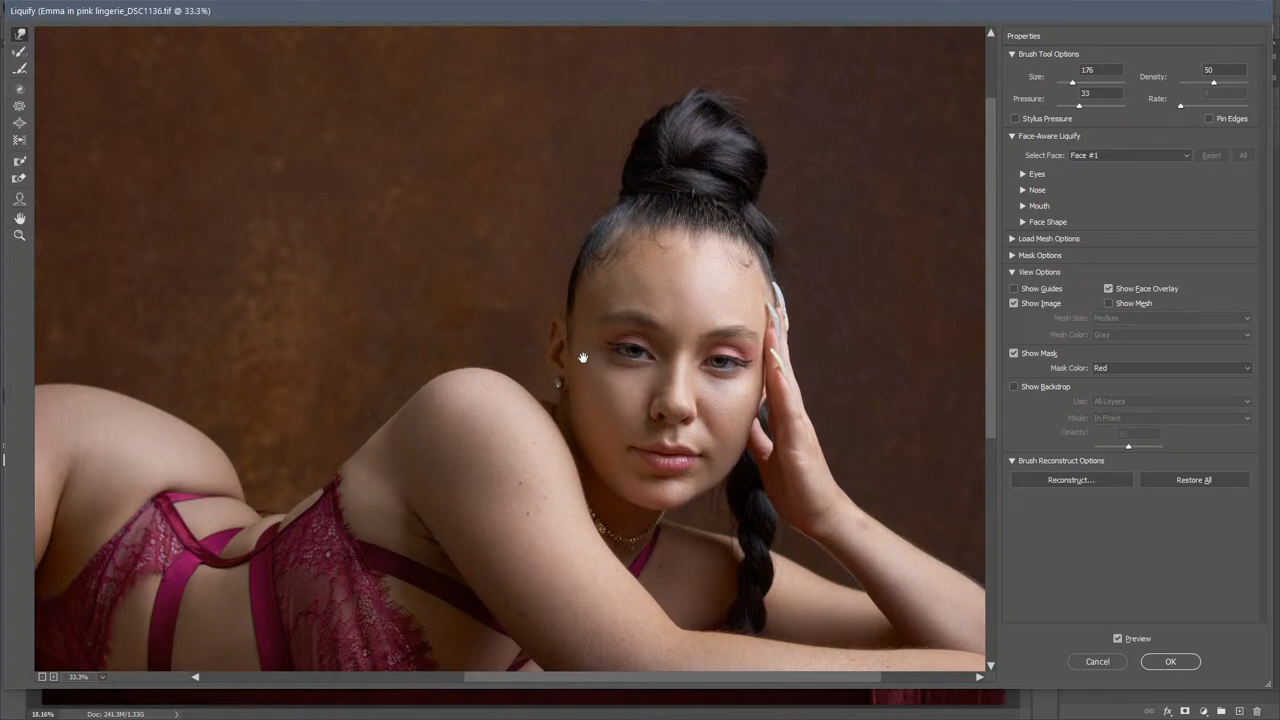 Liquify (Emma in pink lingerie_DSC1136.tif @ 33.3%)
Properties
Brush Tool Options
Size: 176 Density: 50
Pressure: 33 Rate: 0
Stylus Pressure Pin Edges
Face-Aware Liquify
Select Face: Face #1 Reset All
Eyes
Nose
Mouth
Face Shape
Load Mesh Options
Mask Options
View Options
Show Guides Show Face Overlay
Show Image Show Mesh
Mesh Size: Medium
Mesh Color: Gray
Show Mask
Mask Color: Red
Show Backdrop
Use: All Layers
Mode: In Front
Opacity:
Brush Reconstruct Options
Reconstruct... Restore All
Preview
Cancel OK
33.3%
18.16% Doc: 241.3M/1.33G
fx